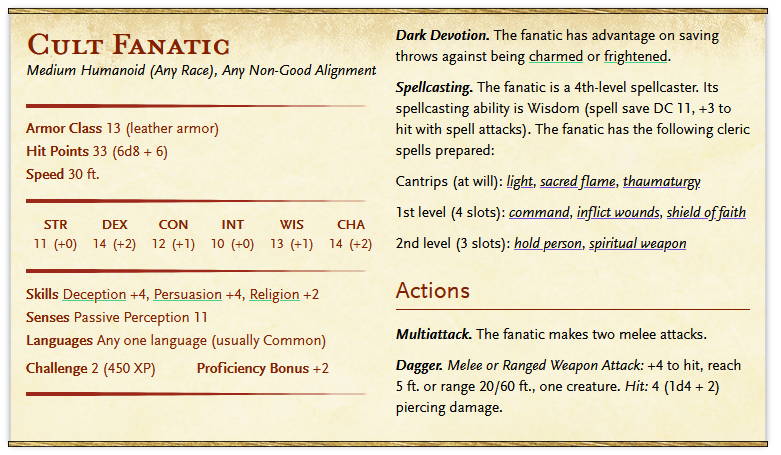 Cult Fanatic
Medium Humanoid (Any Race), Any Non-Good Alignment
Armor Class 13 (leather armor)
Hit Points 33 (6d8 + 6)
Speed 30 ft.
STR DEX CON INT WIS CHA
11 (+0) 14 (+2) 12 (+1) 10 (+0) 13 (+1) 14 (+2)
Skills Deception +4, Persuasion +4, Religion +2
Senses Passive Perception 11
Languages Any one language (usually Common)
Challenge 2 (450 XP) Proficiency Bonus +2
Dark Devotion. The fanatic has advantage on saving
throws against being charmed or frightened.
Spellcasting. The fanatic is a 4th-level spellcaster. Its
spellcasting ability is Wisdom (spell save DC 11, +3 to
hit with spell attacks). The fanatic has the following cleric
spells prepared:
Cantrips (at will): light, sacred flame, thaumaturgy
1st level (4 slots): command, inflict wounds, shield of faith
2nd level (3 slots): hold person, spiritual weapon
Actions
Multiattack. The fanatic makes two melee attacks.
Dagger. Melee or Ranged Weapon Attack: +4 to hit, reach
5 ft. or range 20/60 ft., one creature. Hit: 4 (1d4 + 2)
piercing damage.